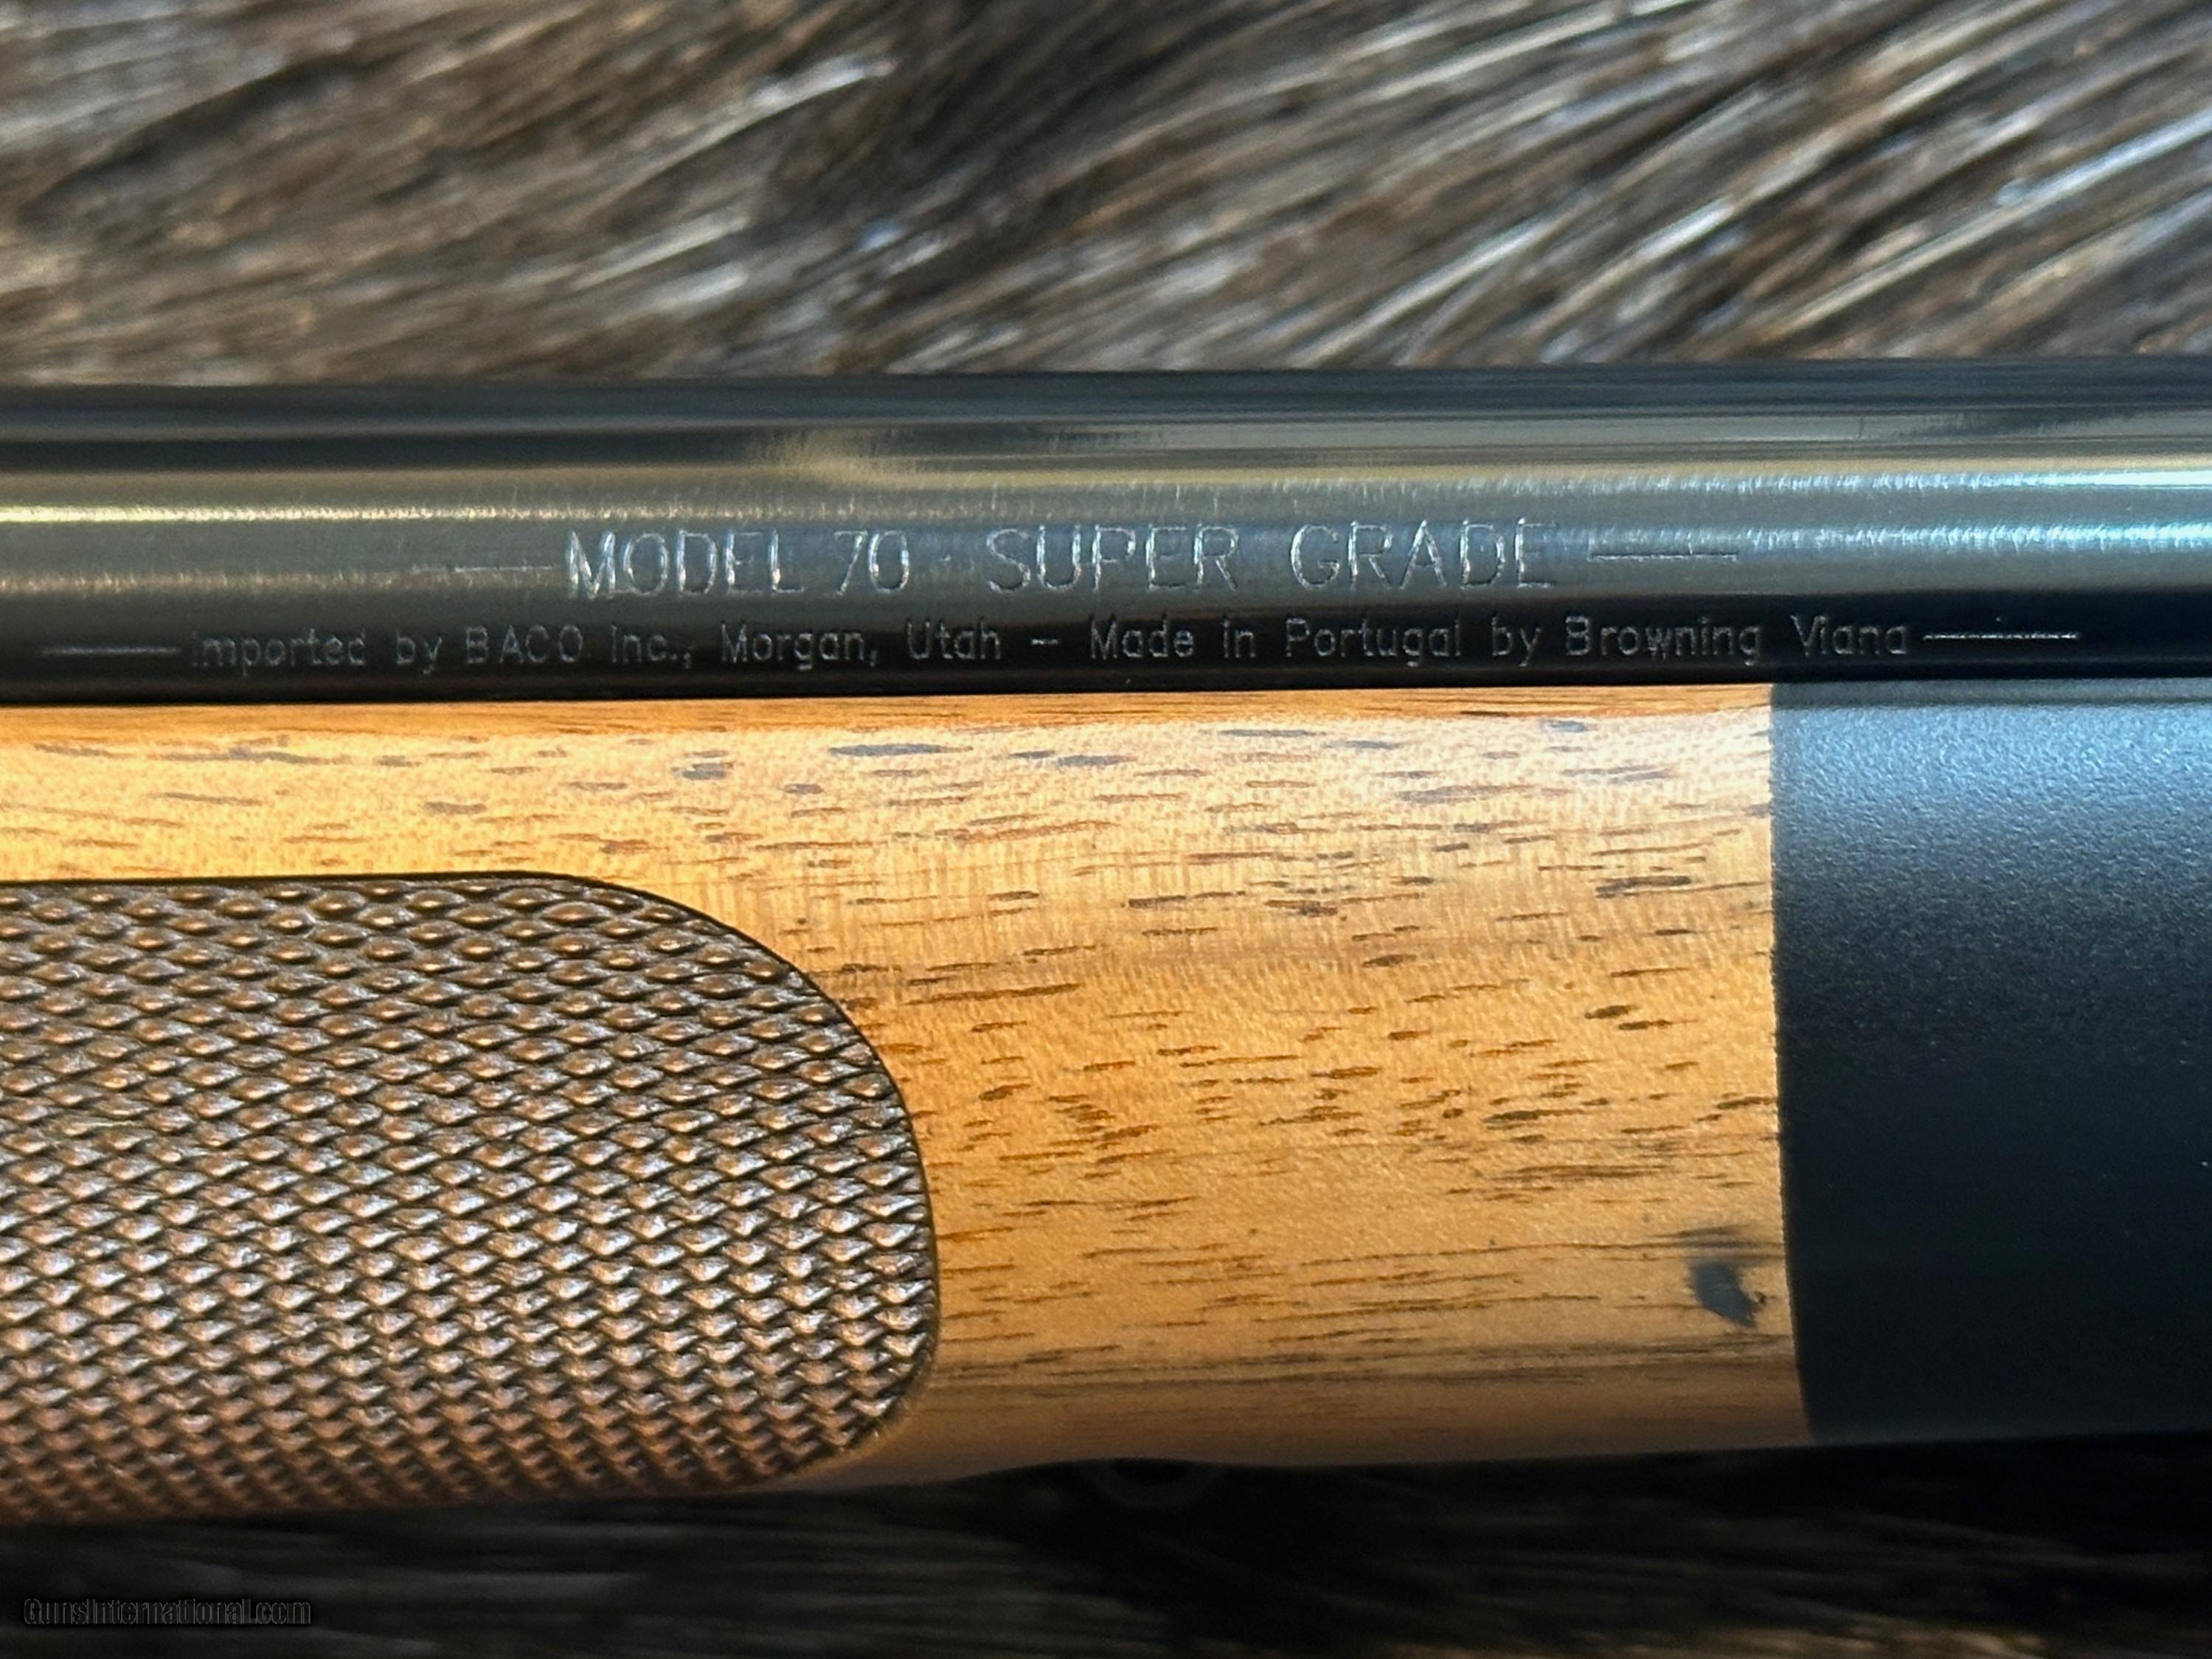 MODEL 70 SUPER GRADE
Imported by BACO Inc., Morgan, Utah - Made in Portugal by Browning Viana
GunsInternational.com